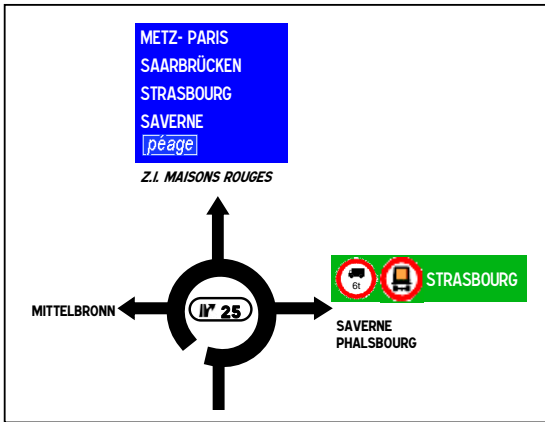 METZ- PARIS
SAARBRÜCKEN
STRASBOURG
SAVERNE
péage
Z.I. MAISONS ROUGES
6t
STRASBOURG
MITTELBRONN
25
SAVERNE
PHALSBOURG